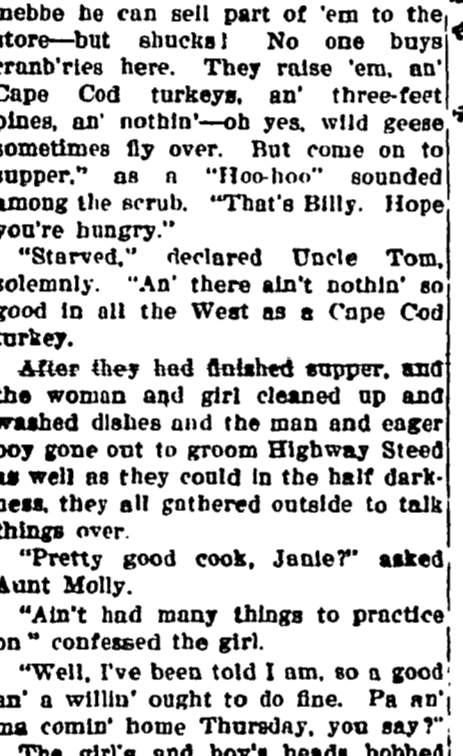 mebbe he can sell part of 'em to the
store—but shucks! No one buys
cranb'ries here. They raise 'em, an'
Cape Cod turkeys, an' three-feet
pines, an' nothin'—oh yes, wild geese
sometimes fly over. But come on to
supper," as a "Hoo-hoo" sounded
among the scrub. "That's Billy. Hope
you're hungry."
"Starved," declared Uncle Tom,
solemnly. "An' there ain't nothin' so
good in all the West as a Cape Cod
turkey.
After they had finished supper, and
the woman and girl cleaned up and
washed dishes and the man and eager
boy gone out to groom Highway Steed
as well as they could in the half dark-
ness, they all gathered outside to talk
things over.
"Pretty good cook, Janie?" asked
Aunt Molly.
"Ain't had many things to practice
on" confessed the girl.
"Well, I've been told I am, so a good
an' a willin' ought to do fine. Pa an'
ma comin' home Thursday, you say?"
The girl's and boy's heads bobbed